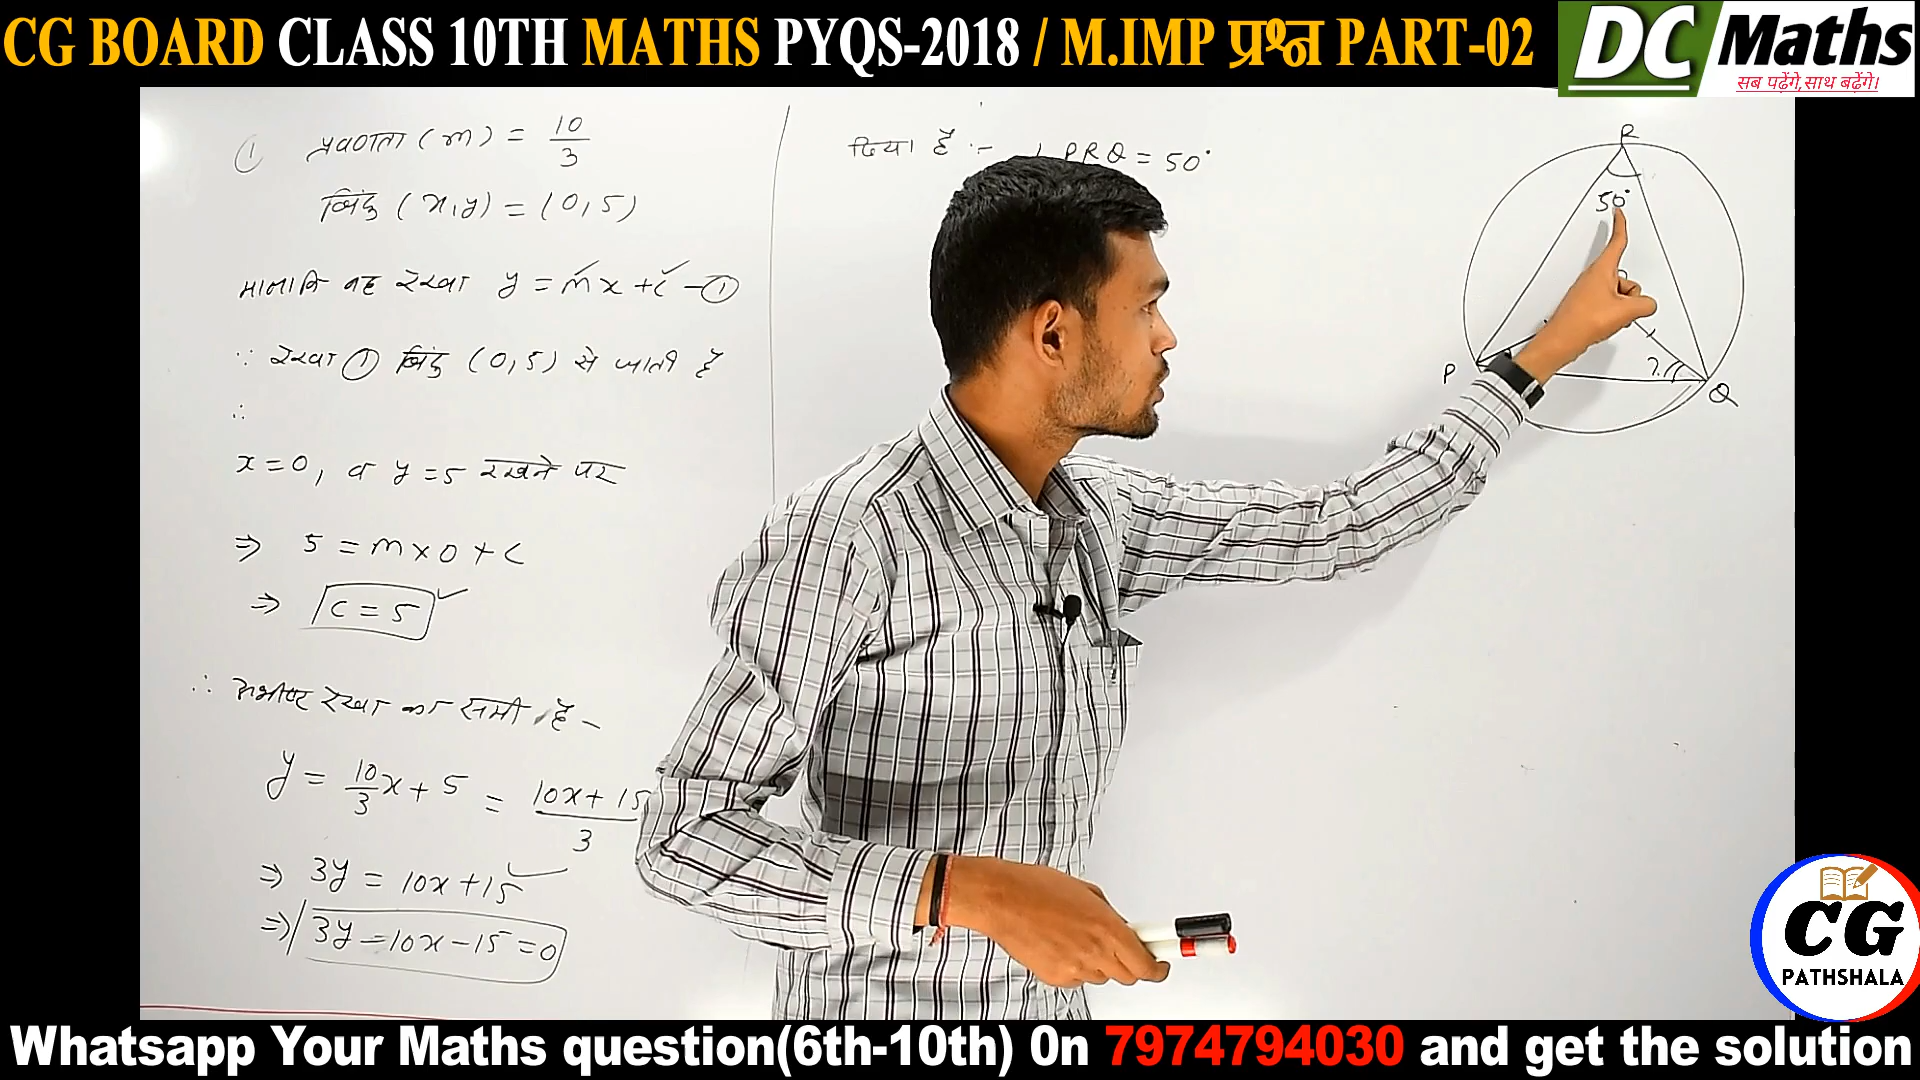 CG BOARD CLASS 10TH MATHS PYQS-2018 / M.IMP प्रश्न PART-02
DC Maths
सब पढ़ेंगे,साथ बढ़ेंगे।
① प्रवणता (m) = 10/3
बिंदु (x,y) = (0,5)
मानाकि वह रेखा y = mx + c - ①
∵ रेखा ① बिंदु (0,5) से जाती है
∴
x=0, व y=5 रखने पर
⇒ 5 = m×0 + c
⇒ c = 5
∴ अभीष्ट रेखा का समी. है -
y = 10/3 x + 5 = 10x + 15 / 3
⇒ 3y = 10x+15
⇒ 3y = 10x - 15 = 0
दिया है :- PRQ = 50°
R
50°
P
?
Q
CG
PATHSHALA
Whatsapp Your Maths question(6th-10th) 0n 7974794030 and get the solution